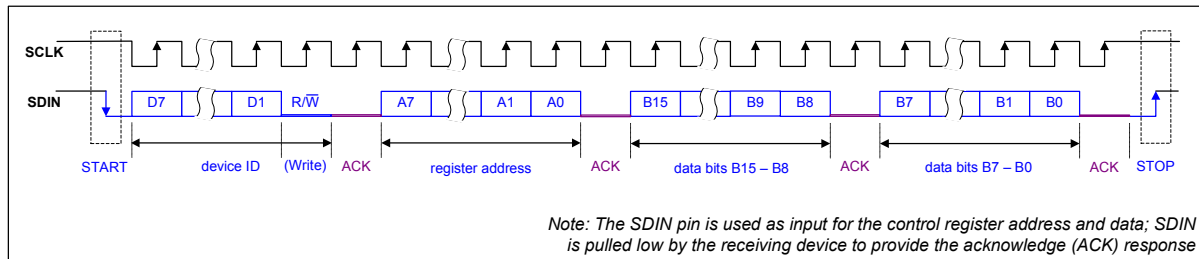 SCLK
SDIN
D7 D1 R/W A7 A1 A0 B15 B9 B8 B7 B1 B0
START device ID (Write) ACK register address ACK data bits B15 – B8 ACK data bits B7 – B0 ACK STOP
Note: The SDIN pin is used as input for the control register address and data; SDIN
is pulled low by the receiving device to provide the acknowledge (ACK) response